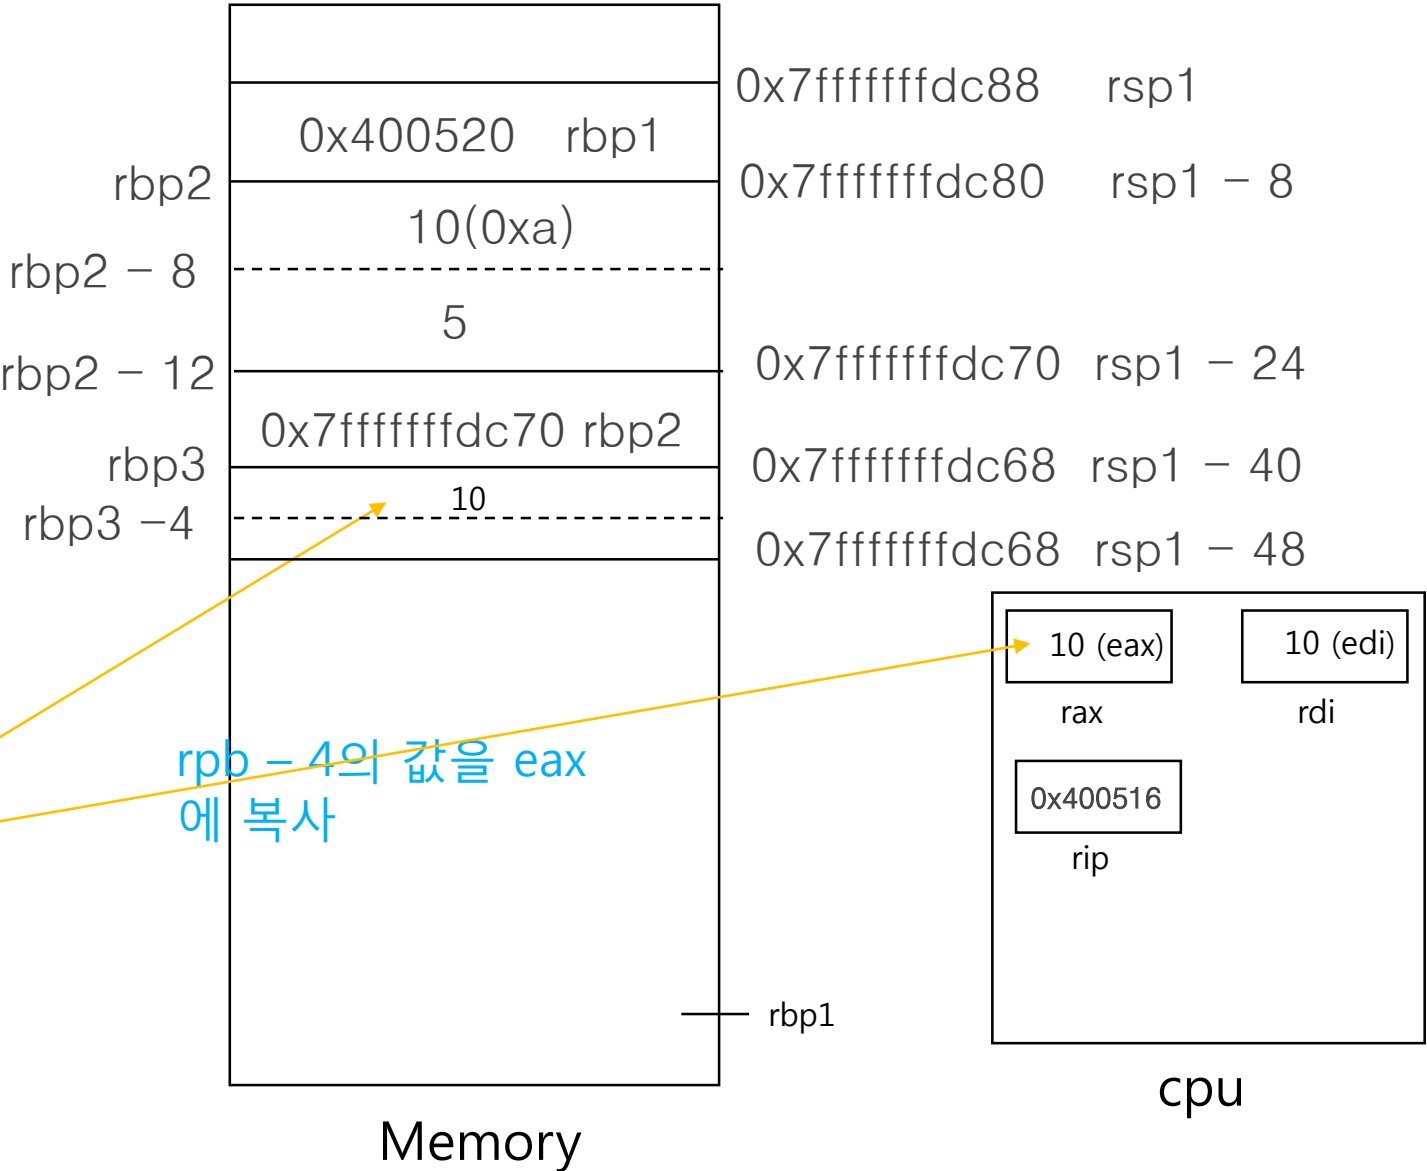 0x7fffffffdc88 rsp1
0x400520 rbp1
rbp2
0x7fffffffdc80 rsp1 – 8
10(0xa)
rbp2 – 8
5
rbp2 – 12
0x7fffffffdc70 rsp1 – 24
0x7fffffffdc70 rbp2
rbp3
0x7fffffffdc68 rsp1 – 40
10
rbp3 –4
0x7fffffffdc68 rsp1 – 48
10 (eax)
10 (edi)
rax
rdi
rpb – 4의 값을 eax
에 복사
0x400516
rip
rbp1
cpu
Memory